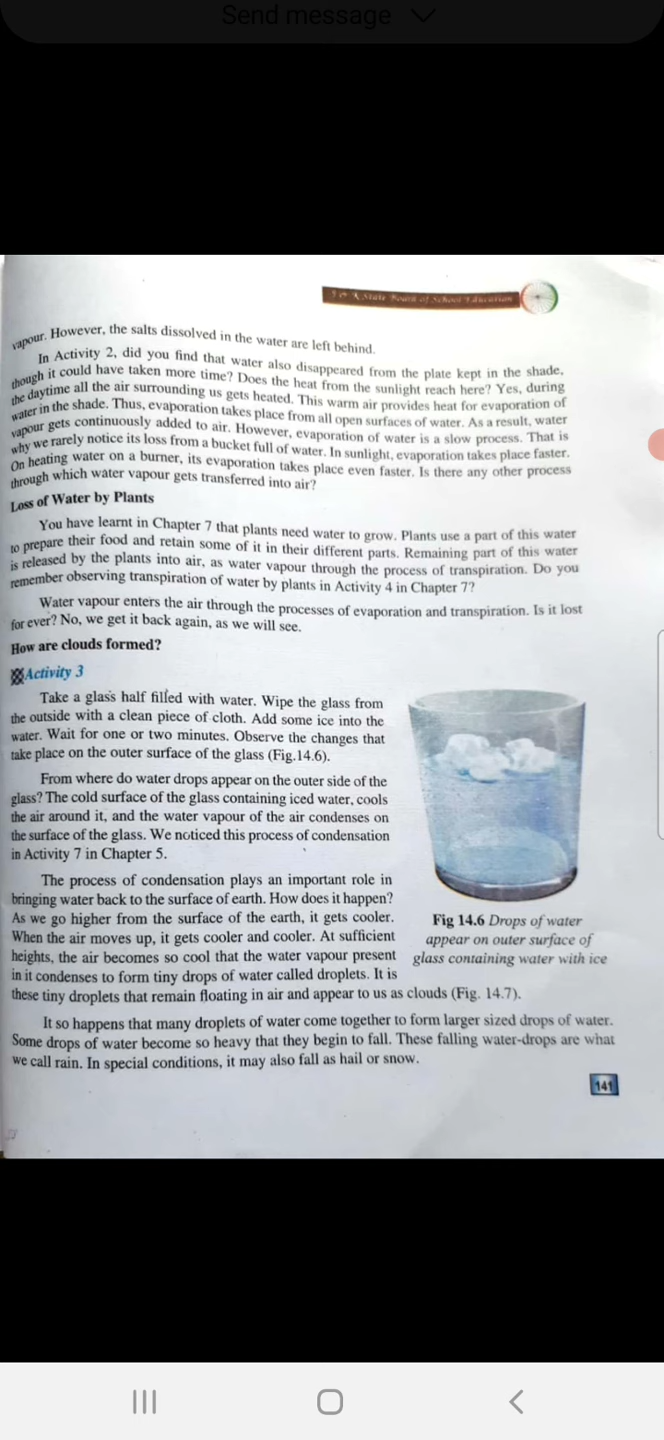 Send message
J & K State Board of School Education
vapour. However, the salts dissolved in the water are left behind.
In Activity 2, did you find that water also disappeared from the plate kept in the shade,
though it could have taken more time? Does the heat from the sunlight reach here? Yes, during
the daytime all the air surrounding us gets heated. This warm air provides heat for evaporation of
water in the shade. Thus, evaporation takes place from all open surfaces of water. As a result, water
vapour gets continuously added to air. However, evaporation of water is a slow process. That is
why we rarely notice its loss from a bucket full of water. In sunlight, evaporation takes place faster.
On heating water on a burner, its evaporation takes place even faster. Is there any other process
through which water vapour gets transferred into air?
Loss of Water by Plants
You have learnt in Chapter 7 that plants need water to grow. Plants use a part of this water
to prepare their food and retain some of it in their different parts. Remaining part of this water
is released by the plants into air, as water vapour through the process of transpiration. Do you
remember observing transpiration of water by plants in Activity 4 in Chapter 7?
Water vapour enters the air through the processes of evaporation and transpiration. Is it lost
for ever? No, we get it back again, as we will see.
How are clouds formed?
Activity 3
Take a glass half filled with water. Wipe the glass from
the outside with a clean piece of cloth. Add some ice into the
water. Wait for one or two minutes. Observe the changes that
take place on the outer surface of the glass (Fig.14.6).
From where do water drops appear on the outer side of the
glass? The cold surface of the glass containing iced water, cools
the air around it, and the water vapour of the air condenses on
the surface of the glass. We noticed this process of condensation
in Activity 7 in Chapter 5.
The process of condensation plays an important role in
bringing water back to the surface of earth. How does it happen?
As we go higher from the surface of the earth, it gets cooler.
When the air moves up, it gets cooler and cooler. At sufficient
heights, the air becomes so cool that the water vapour present
in it condenses to form tiny drops of water called droplets. It is
these tiny droplets that remain floating in air and appear to us as clouds (Fig. 14.7).
Fig 14.6 Drops of water
appear on outer surface of
glass containing water with ice
It so happens that many droplets of water come together to form larger sized drops of water.
Some drops of water become so heavy that they begin to fall. These falling water-drops are what
we call rain. In special conditions, it may also fall as hail or snow.
141